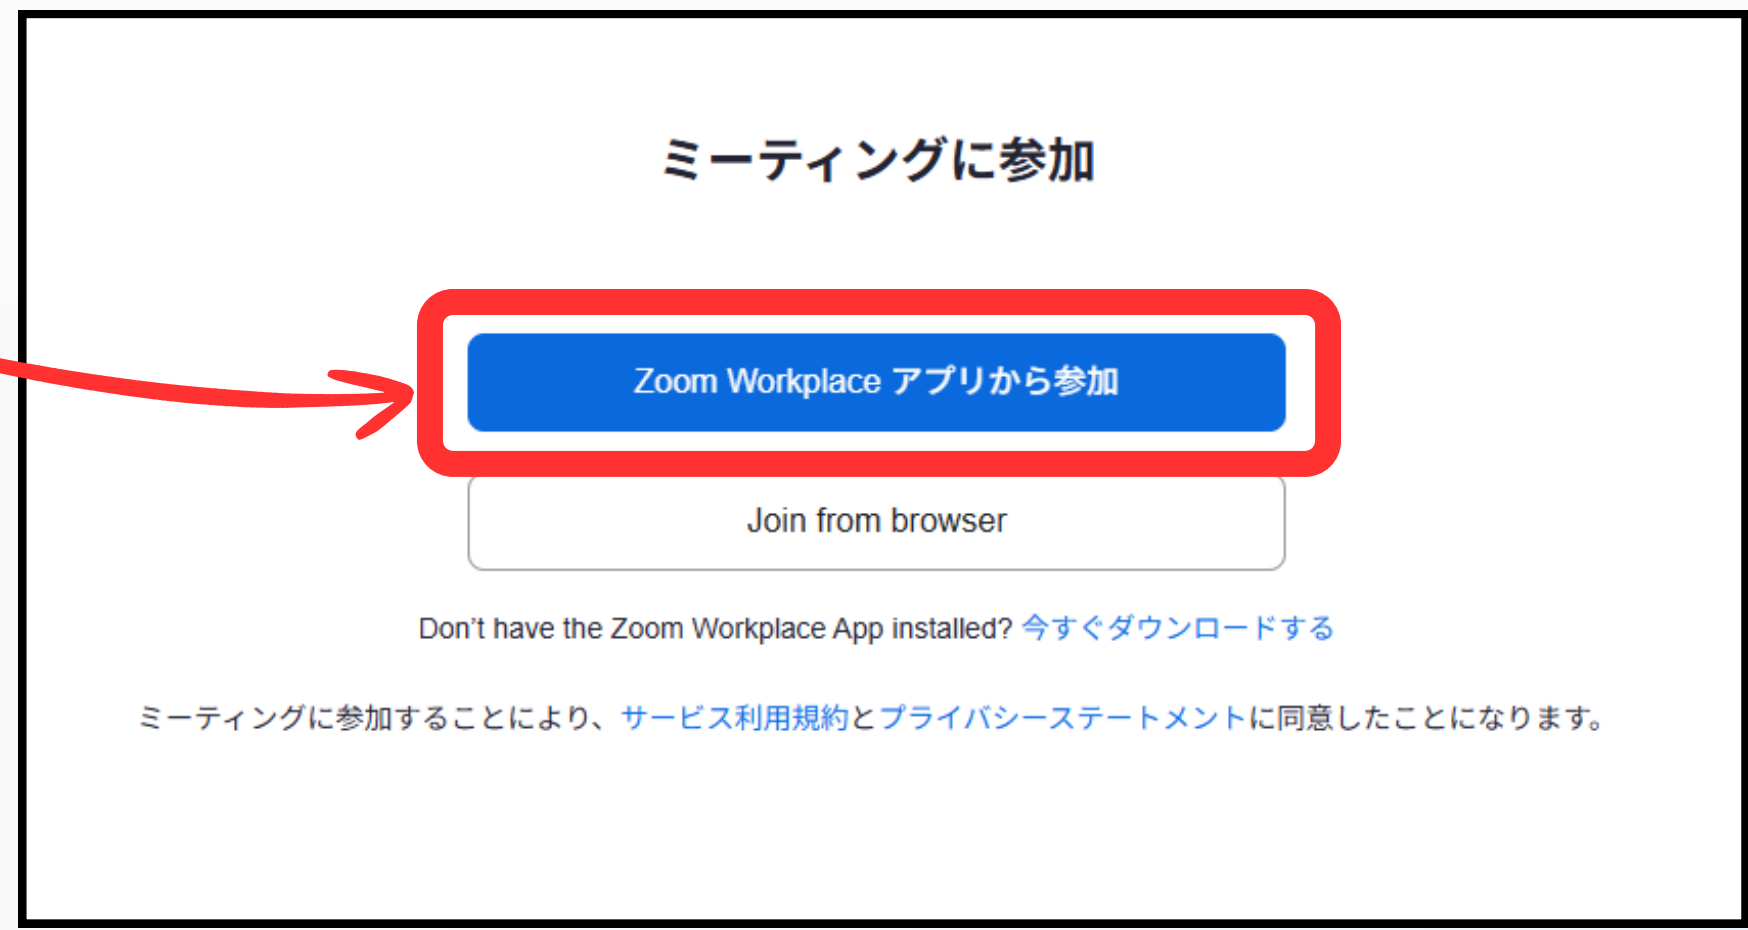 ミーティングに参加
Zoom Workplace アプリから参加
Join from browser
Don't have the Zoom Workplace App installed? 今すぐダウンロードする
ミーティングに参加することにより、サービス利用規約とプライバシーステートメントに同意したことになります。